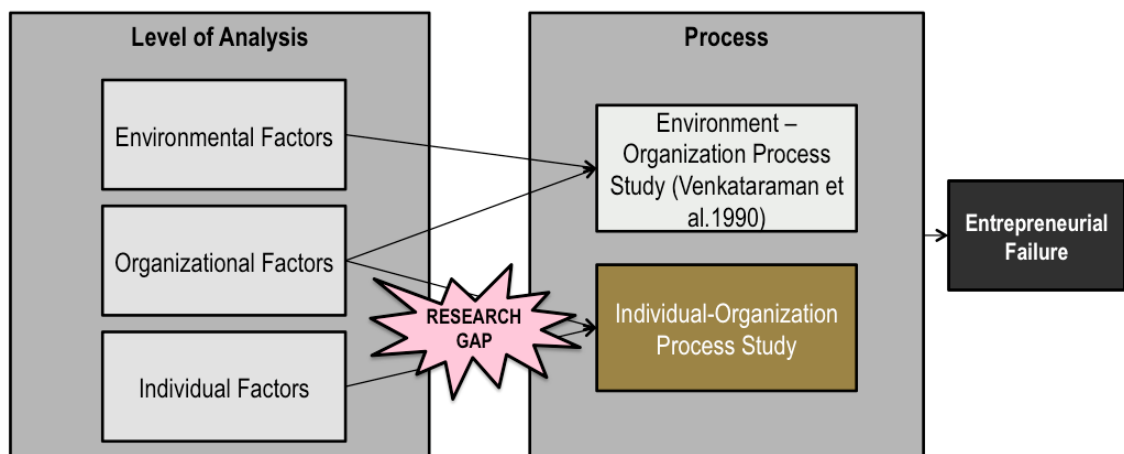 Level of Analysis
Environmental Factors
Organizational Factors
Individual Factors
RESEARCH
GAP
Process
Environment –
Organization Process
Study (Venkataraman et
al.1990)
Individual-Organization
Process Study
Entrepreneurial
Failure